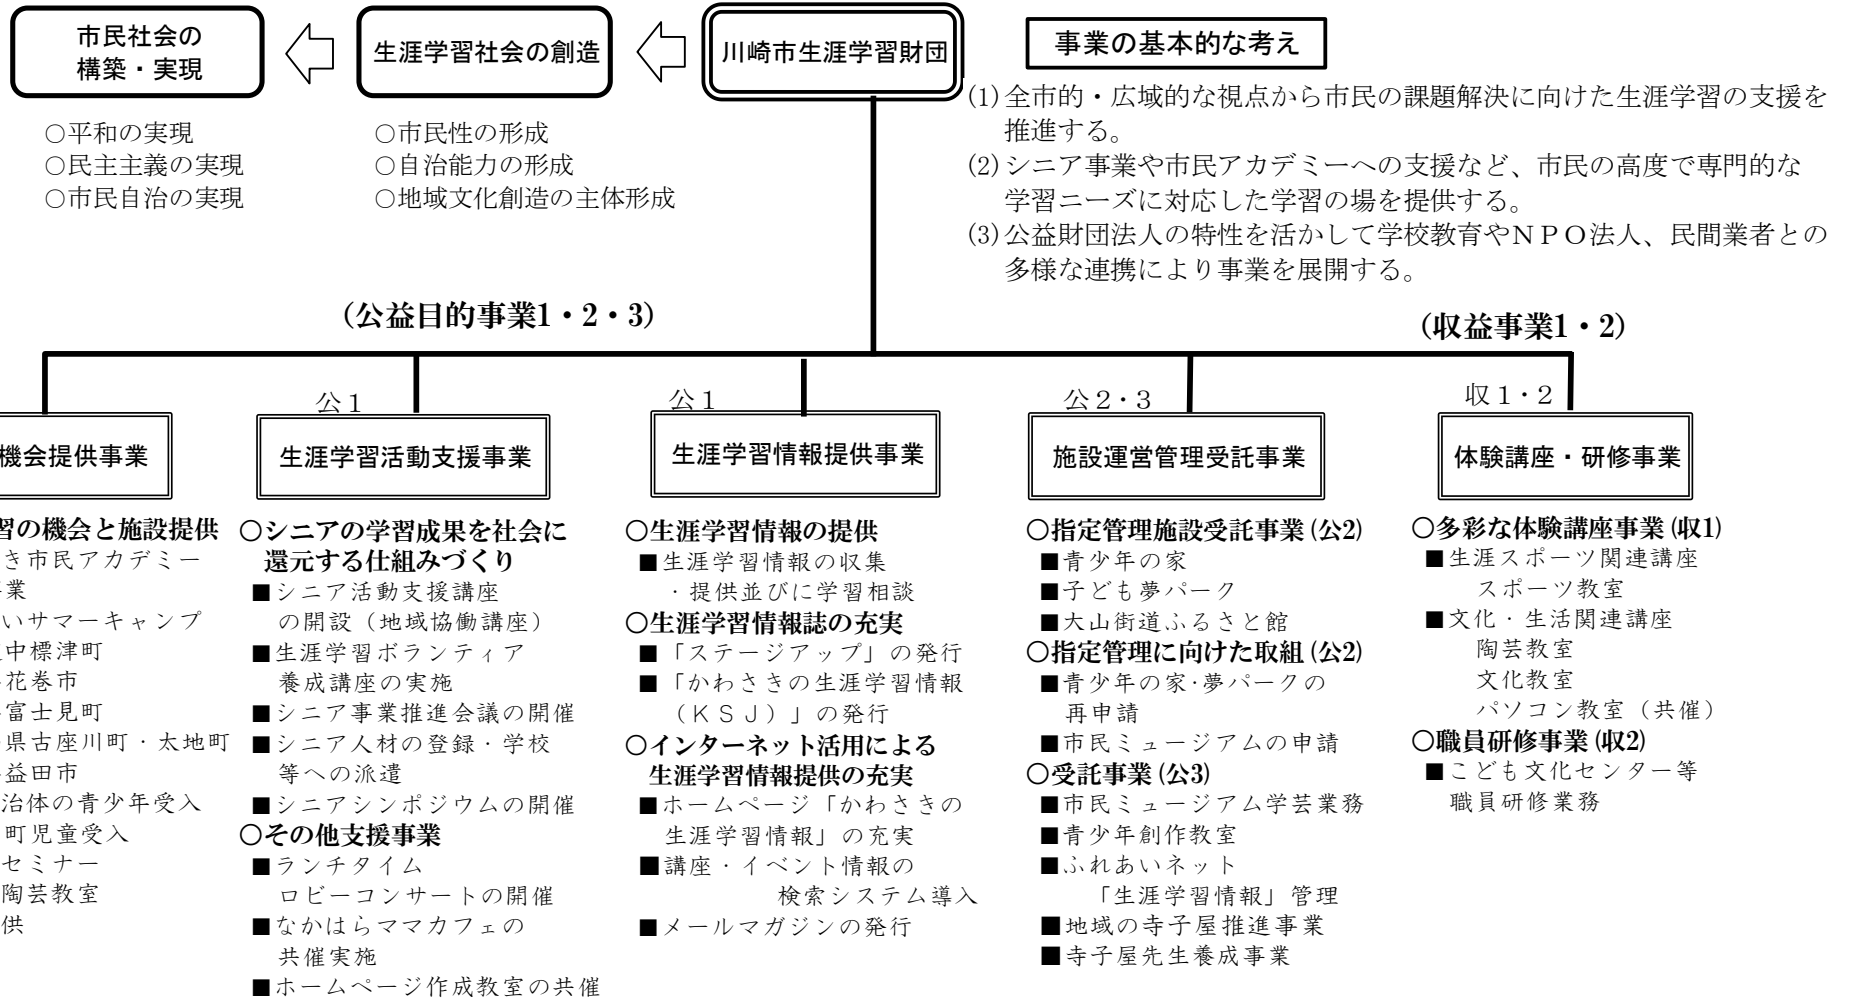 市民社会の
構築・実現
生涯学習社会の創造
川崎市生涯学習財団
事業の基本的な考え
○平和の実現
○民主主義の実現
○市民自治の実現
○市民性の形成
○自治能力の形成
○地域文化創造の主体形成
(1)全市的・広域的な視点から市民の課題解決に向けた生涯学習の支援を
推進する。
(2)シニア事業や市民アカデミーへの支援など、市民の高度で専門的な
学習ニーズに対応した学習の場を提供する。
(3)公益財団法人の特性を活かして学校教育やNPO法人、民間業者との
多様な連携により事業を展開する。
(公益目的事業1・2・3)
(収益事業1・2)
機会提供事業
習の機会と施設提供
き市民アカデミー
業
いサマーキャンプ
中標津町
花巻市
富士見町
県古座川町・太地町
益田市
治体の青少年受入
町児童受入
セミナー
陶芸教室
供
公1
生涯学習活動支援事業
○シニアの学習成果を社会に
還元する仕組みづくり
■シニア活動支援講座
の開設（地域協働講座）
■生涯学習ボランティア
養成講座の実施
■シニア事業推進会議の開催
■シニア人材の登録・学校
等への派遣
■シニアシンポジウムの開催
○その他支援事業
■ランチタイム
ロビーコンサートの開催
■なかはらママカフェの
共催実施
■ホームページ作成教室の共催
公1
生涯学習情報提供事業
○生涯学習情報の提供
■生涯学習情報の収集
・提供並びに学習相談
○生涯学習情報誌の充実
■「ステージアップ」の発行
■「かわさきの生涯学習情報
（KSJ）」の発行
○インターネット活用による
生涯学習情報提供の充実
■ホームページ「かわさきの
生涯学習情報」の充実
■講座・イベント情報の
検索システム導入
■メールマガジンの発行
公2・3
施設運営管理受託事業
○指定管理施設受託事業(公2)
■青少年の家
■子ども夢パーク
■大山街道ふるさと館
○指定管理に向けた取組(公2)
■青少年の家・夢パークの
再申請
■市民ミュージアムの申請
○受託事業(公3)
■市民ミュージアム学芸業務
■青少年創作教室
■ふれあいネット
「生涯学習情報」管理
■地域の寺子屋推進事業
■寺子屋先生養成事業
収1・2
体験講座・研修事業
○多彩な体験講座事業(収1)
■生涯スポーツ関連講座
スポーツ教室
■文化・生活関連講座
陶芸教室
文化教室
パソコン教室（共催）
○職員研修事業(収2)
■こども文化センター等
職員研修業務